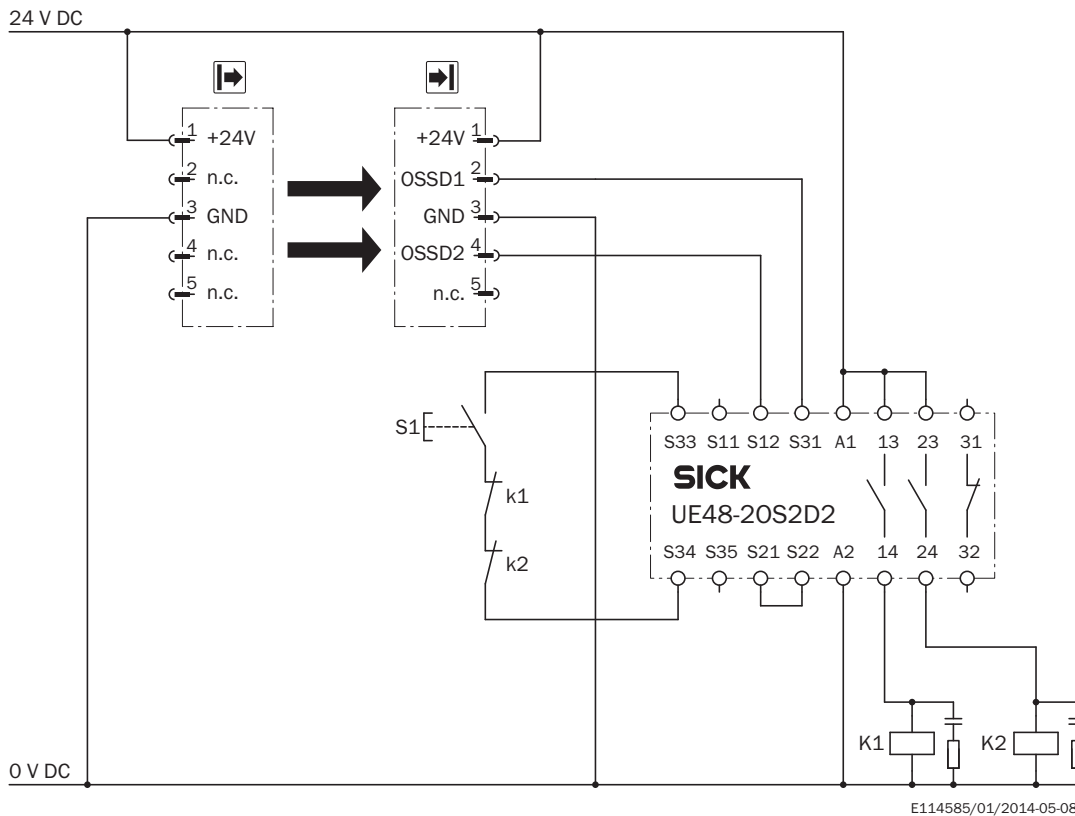 24 V DC
1 +24V
2 n.c.
3 GND
4 n.c.
5 n.c.
+24V 1
OSSD1 2
GND 3
OSSD2 4
n.c. 5
S1
k1
k2
S33 S11 S12 S31 A1 13 23 31
SICK
UE48-20S2D2
S34 S35 S21 S22 A2 14 24 32
K1
K2
0 V DC
E114585/01/2014-05-08